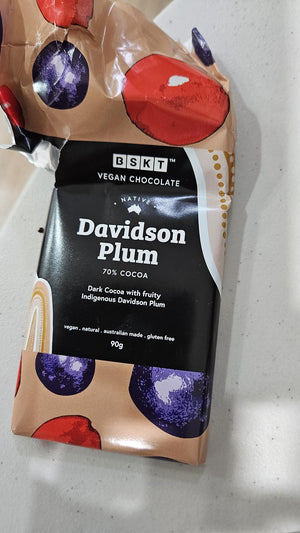 BSKT™
VEGAN CHOCOLATE
NATIVE
Davidson
Plum
70% COCOA
Dark Cocoa with fruity
Indigenous Davidson Plum
vegan . natural . australian made . gluten free
90g